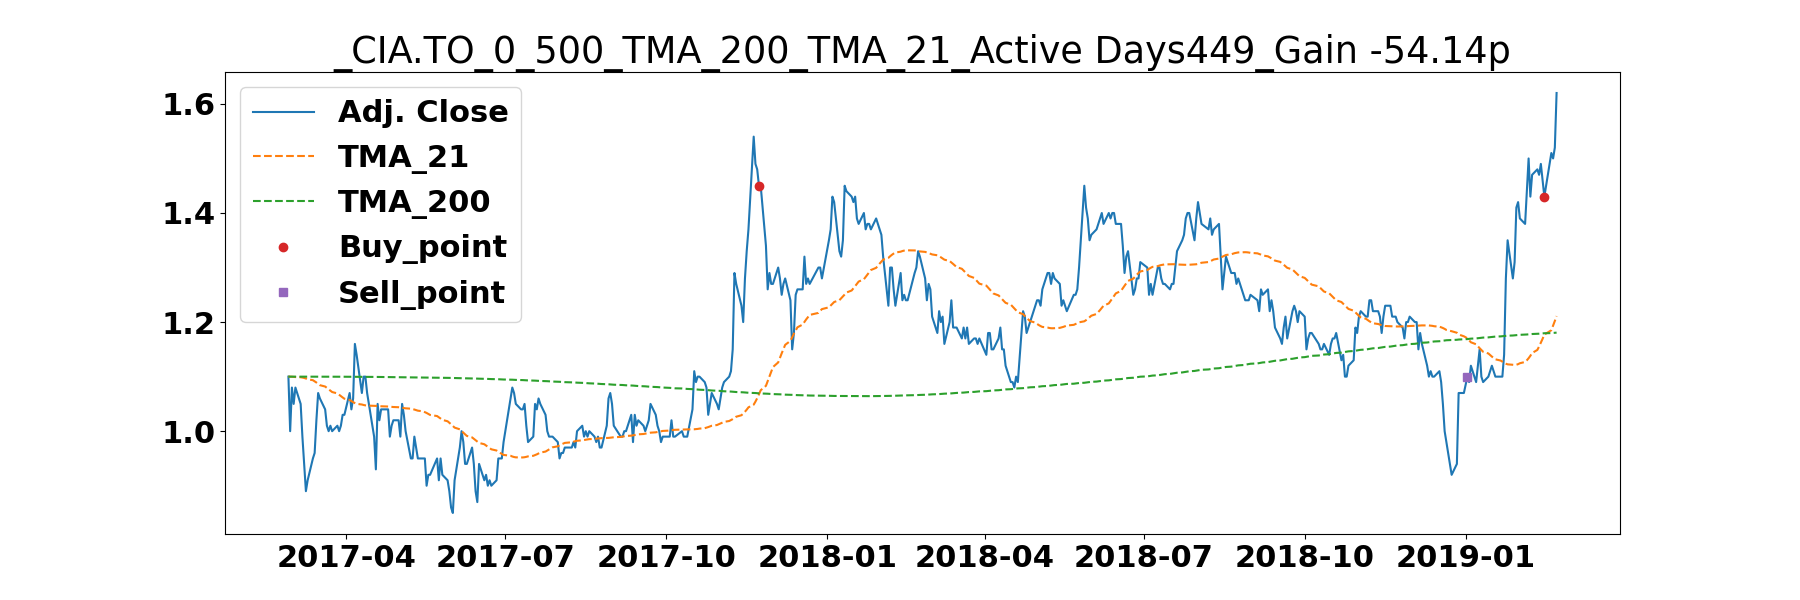 _CIA.TO_0_500_TMA_200_TMA_21_Active Days449_Gain -54.14p
1.6
1.4
1.2
1.0
Adj. Close
TMA_21
TMA_200
Buy_point
Sell_point
2017-04 2017-07 2017-10 2018-01 2018-04 2018-07 2018-10 2019-01